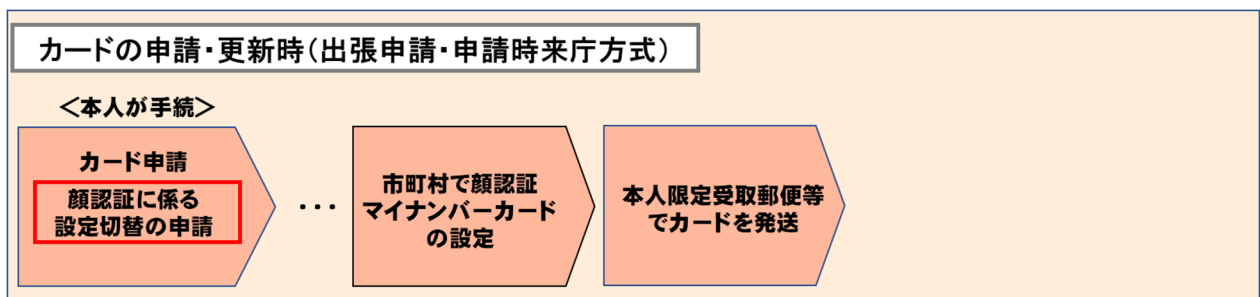 カードの申請・更新時（出張申請・申請時来庁方式）
＜本人が手続＞
カード申請
顔認証に係る
設定切替の申請
・・・
市町村で顔認証
マイナンバーカード
の設定
本人限定受取郵便等
でカードを発送